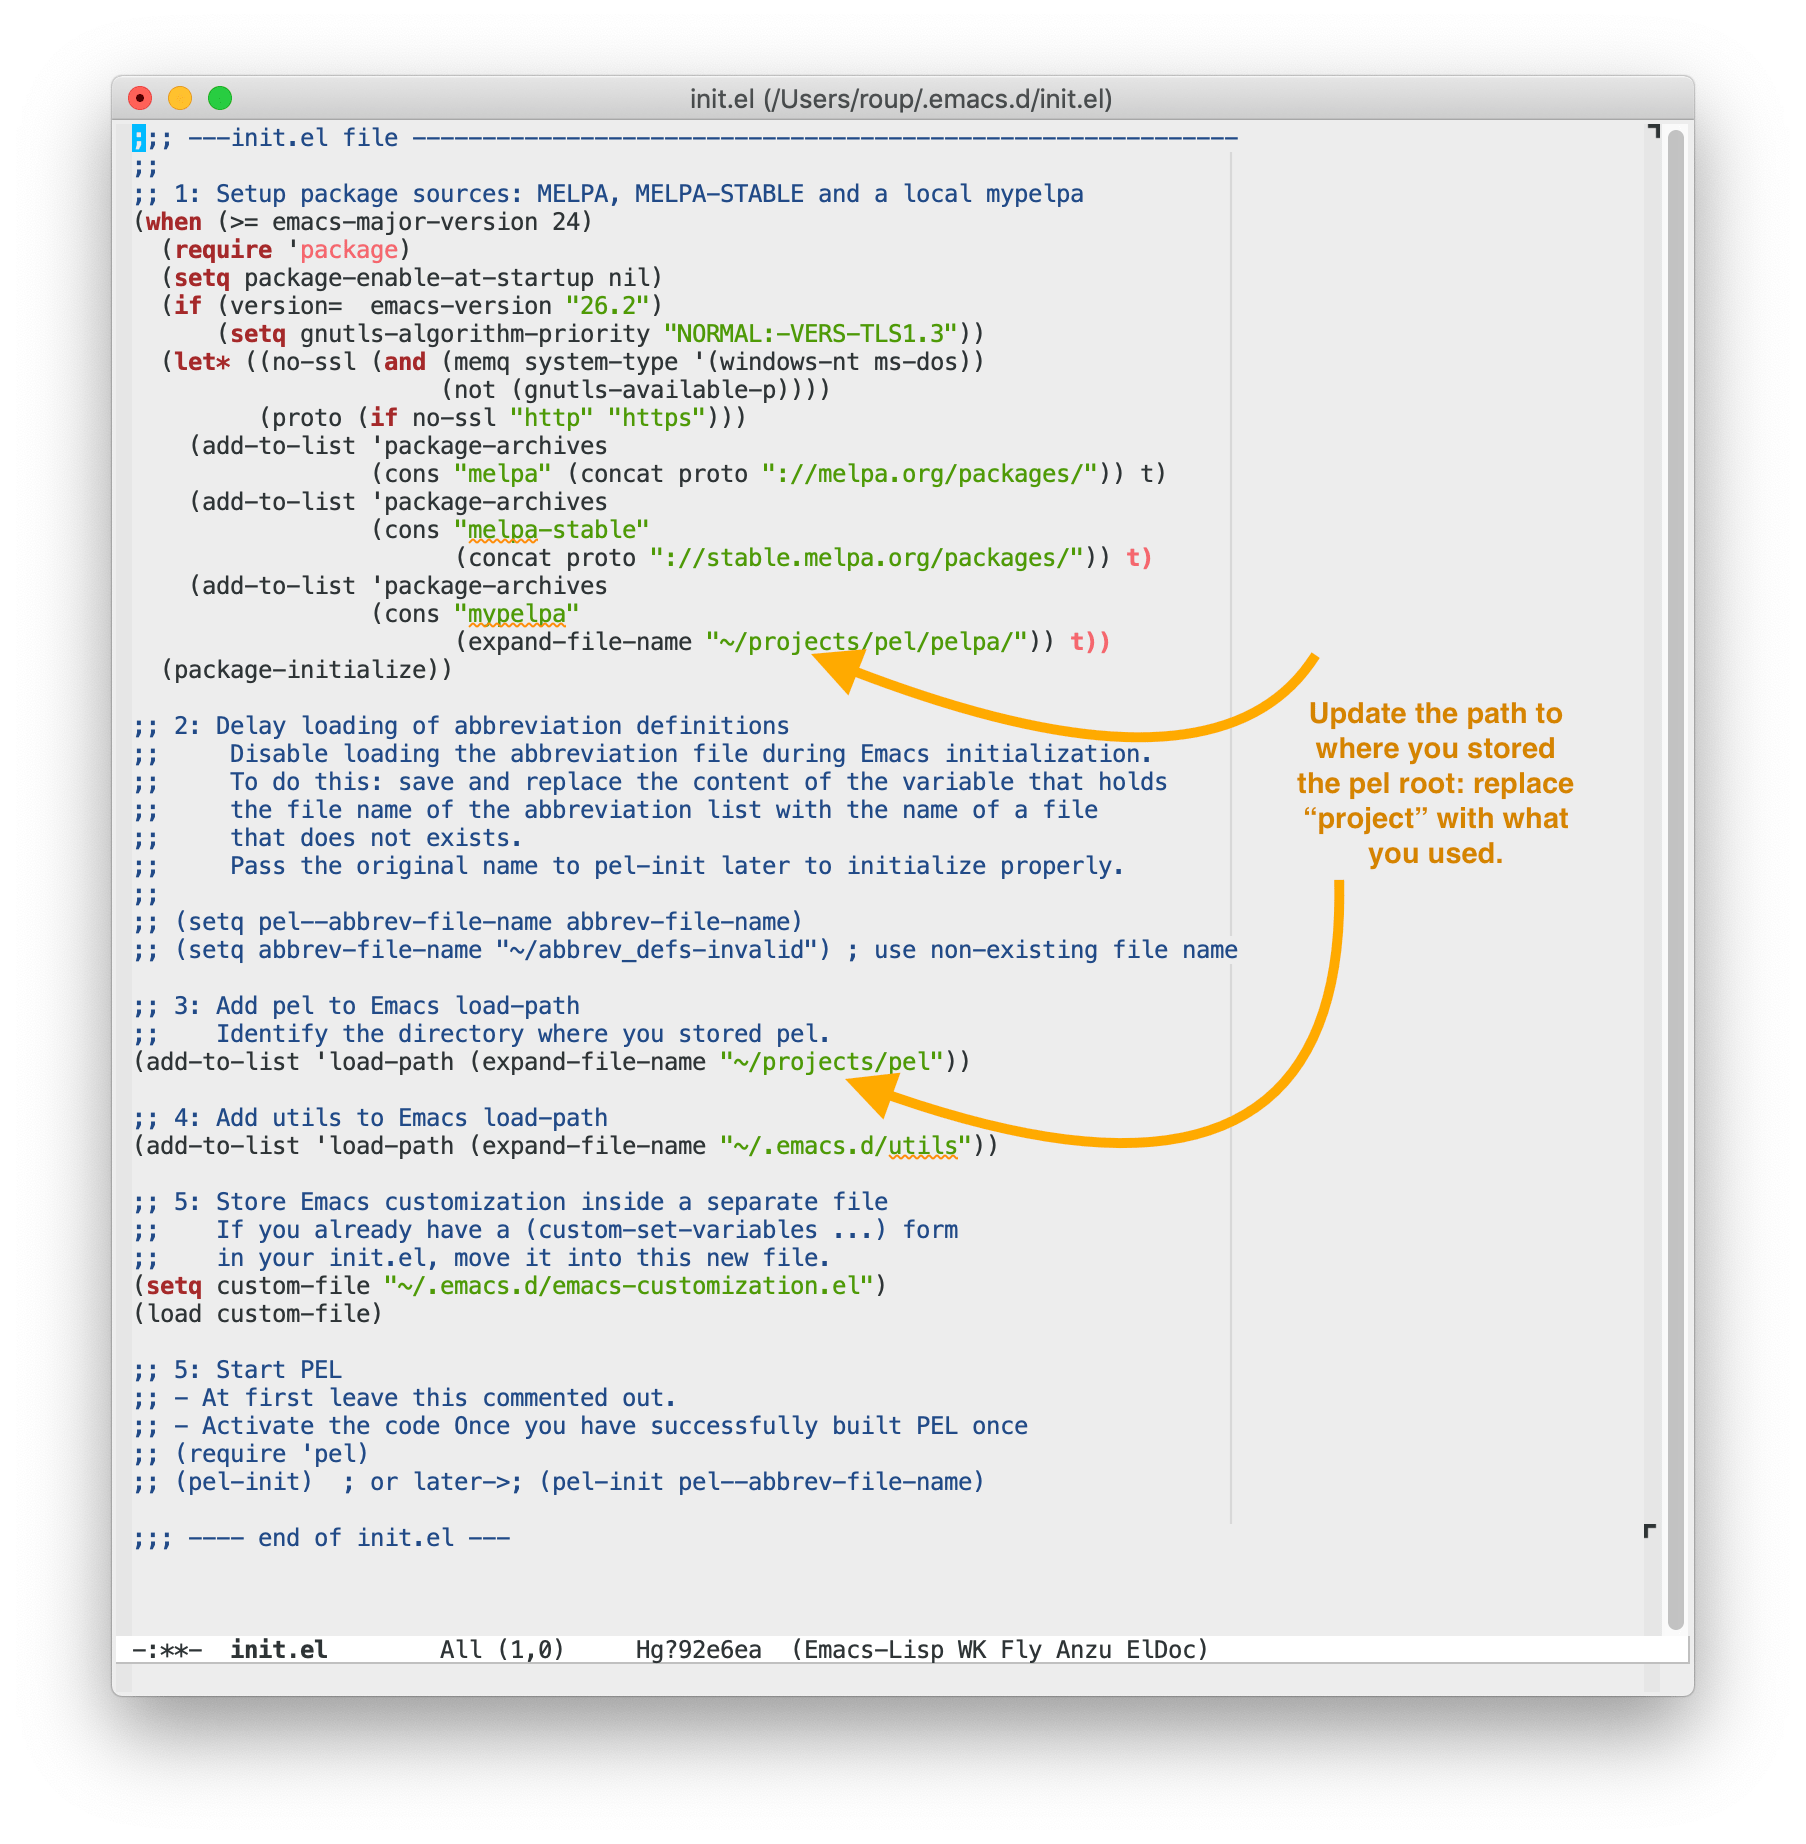 init.el (/Users/roup/.emacs.d/init.el)
;;; ---init.el file -----------------------------------------------------------
;;
;; 1: Setup package sources: MELPA, MELPA-STABLE and a local mypelpa
(when (>= emacs-major-version 24)
  (require 'package)
  (setq package-enable-at-startup nil)
  (if (version=  emacs-version "26.2")
      (setq gnutls-algorithm-priority "NORMAL:-VERS-TLS1.3"))
  (let* ((no-ssl (and (memq system-type '(windows-nt ms-dos))
                      (not (gnutls-available-p))))
         (proto (if no-ssl "http" "https")))
    (add-to-list 'package-archives
                 (cons "melpa" (concat proto "://melpa.org/packages/")) t)
    (add-to-list 'package-archives
                 (cons "melpa-stable"
                       (concat proto "://stable.melpa.org/packages/")) t)
    (add-to-list 'package-archives
                 (cons "mypelpa"
                       (expand-file-name "~/projects/pel/pelpa/")) t))
  (package-initialize))
Update the path to
where you stored
the pel root: replace
“project” with what
you used.
;; 2: Delay loading of abbreviation definitions
;;     Disable loading the abbreviation file during Emacs initialization.
;;     To do this: save and replace the content of the variable that holds
;;     the file name of the abbreviation list with the name of a file
;;     that does not exists.
;;     Pass the original name to pel-init later to initialize properly.
;;
;; (setq pel--abbrev-file-name abbrev-file-name)
;; (setq abbrev-file-name "~/abbrev_defs-invalid") ; use non-existing file name
;; 3: Add pel to Emacs load-path
;;    Identify the directory where you stored pel.
(add-to-list 'load-path (expand-file-name "~/projects/pel"))
;; 4: Add utils to Emacs load-path
(add-to-list 'load-path (expand-file-name "~/.emacs.d/utils"))
;; 5: Store Emacs customization inside a separate file
;;    If you already have a (custom-set-variables ...) form
;;    in your init.el, move it into this new file.
(setq custom-file "~/.emacs.d/emacs-customization.el")
(load custom-file)
;; 5: Start PEL
;; - At first leave this commented out.
;; - Activate the code Once you have successfully built PEL once
;; (require 'pel)
;; (pel-init)  ; or later->; (pel-init pel--abbrev-file-name)
;;; ---- end of init.el ---
-:**-  init.el        All (1,0)     Hg?92e6ea  (Emacs-Lisp WK Fly Anzu ElDoc)